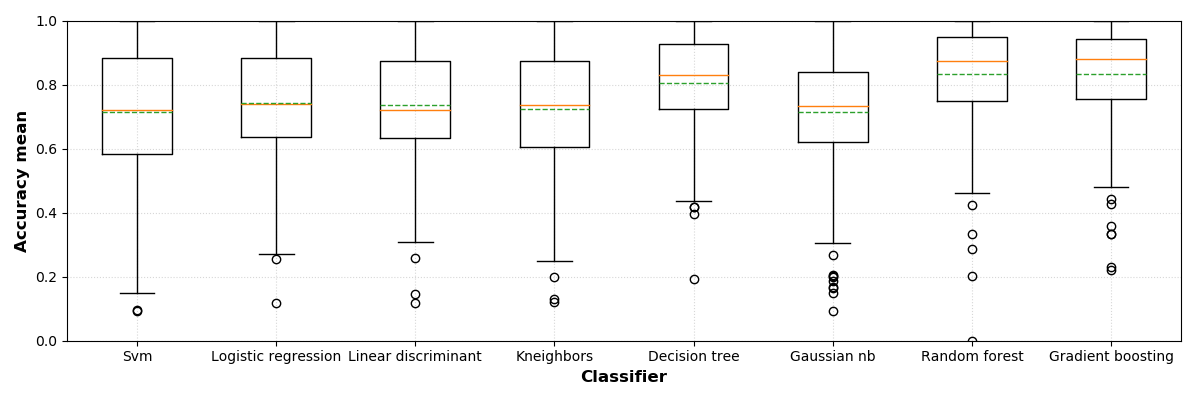 Accuracy mean
1.0
0.8
0.6
0.4
0.2
0.0
Svm
Logistic regression
Linear discriminant
Kneighbors
Decision tree
Gaussian nb
Random forest
Gradient boosting
Classifier